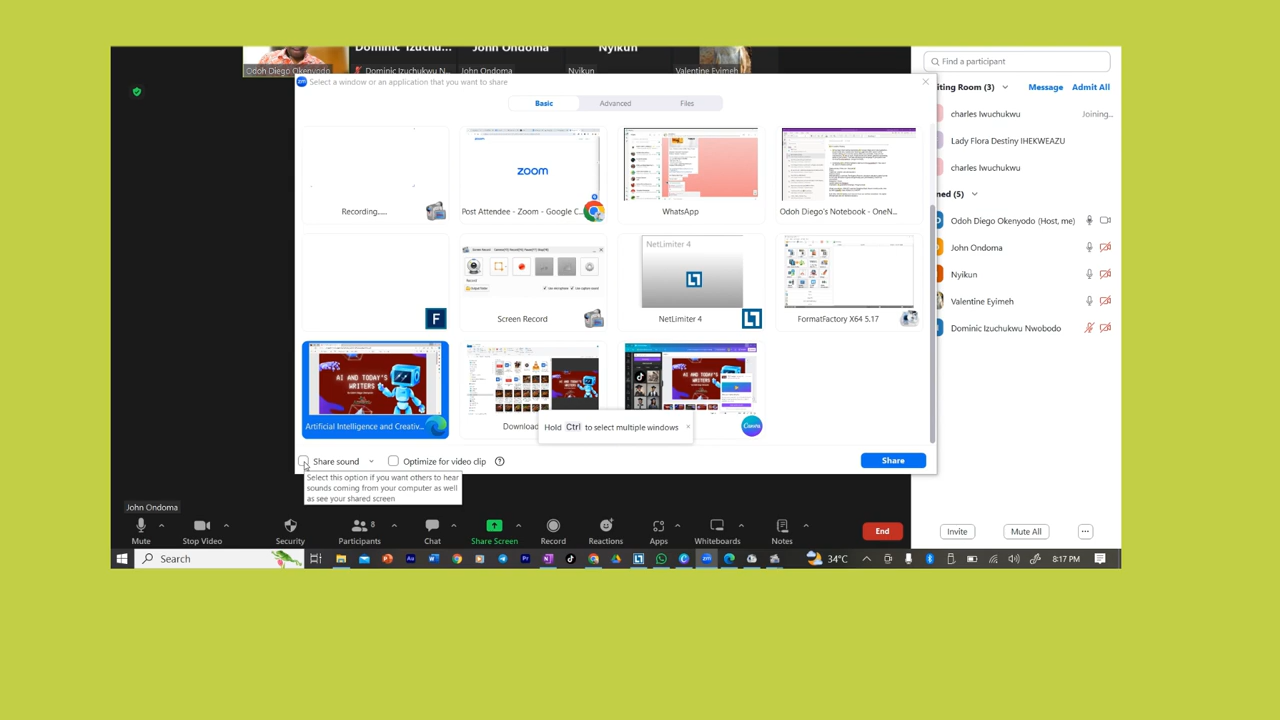 Dominic Izuchu...
John Ondoma
Nyikun
Odoh Diego Okenyodo
Dominic Izuchukwu N...
John Ondoma
Nyikun
Valentine Eyimeh
Find a participant
Select a window or an application that you want to share
iting Room (3)
Message
Admit All
Basic
Advanced
Files
charles Iwuchukwu
Joining...
Lady Flora Destiny IHEKWEAZU
charles Iwuchukwu
ned (5)
zoom
Recording.....
Post Attendee - Zoom - Google C...
WhatsApp
Odoh Diego's Notebook - OneN...
Odoh Diego Okenyodo (Host, me)
John Ondoma
Nyikun
Valentine Eyimeh
Dominic Izuchukwu Nwobodo
NetLimiter 4
F
Screen Record
NetLimiter 4
FormatFactory X64 5.17
AI AND TODAY'S
WRITERS
Artificial Intelligence and Creativ...
Download
Canva
Hold Ctrl to select multiple windows
Share sound
Optimize for video clip
Share
Select this option if you want others to hear
sounds coming from your computer as well
as see your shared screen
John Ondoma
Mute
Stop Video
Security
Participants
8
Chat
Share Screen
Record
Reactions
Apps
Whiteboards
Notes
End
Invite
Mute All
Search
34°C
8:17 PM